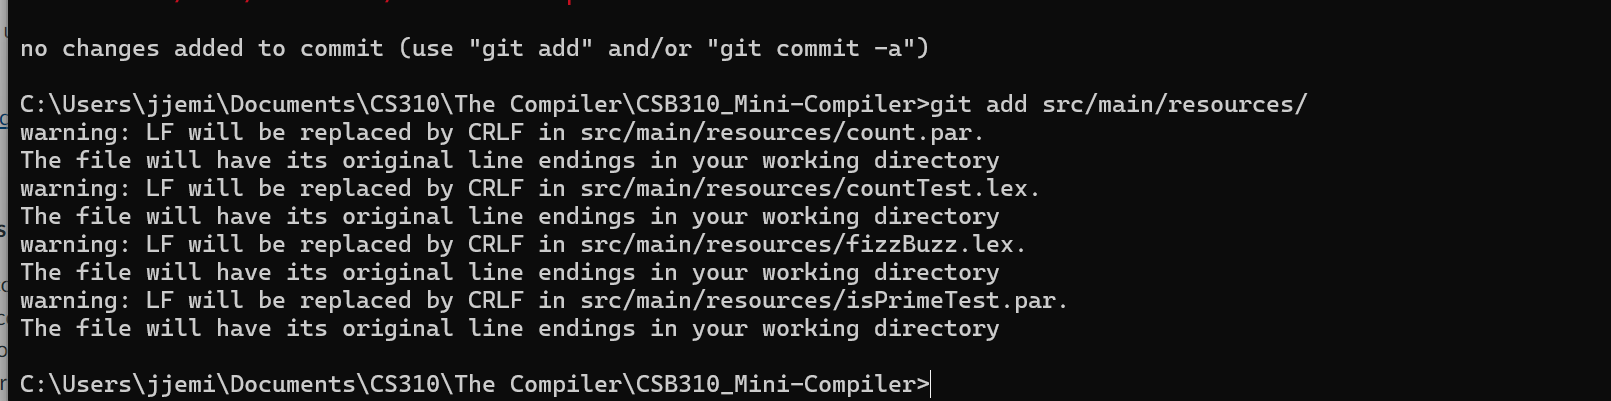 no changes added to commit (use "git add" and/or "git commit -a")
C:\Users\jjemi\Documents\CS310\The Compiler\CSB310_Mini-Compiler>git add src/main/resources/
warning: LF will be replaced by CRLF in src/main/resources/count.par.
The file will have its original line endings in your working directory
warning: LF will be replaced by CRLF in src/main/resources/countTest.lex.
The file will have its original line endings in your working directory
warning: LF will be replaced by CRLF in src/main/resources/fizzBuzz.lex.
The file will have its original line endings in your working directory
warning: LF will be replaced by CRLF in src/main/resources/isPrimeTest.par.
The file will have its original line endings in your working directory
C:\Users\jjemi\Documents\CS310\The Compiler\CSB310_Mini-Compiler>